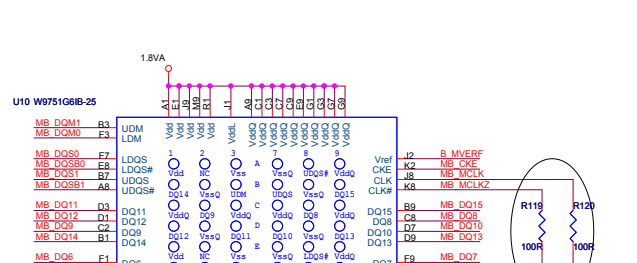 1.8VA
U10 W9751G6IB-25
A1 E1 J9 M9 R1 J1 A9 C1 C3 C7 C9 E9 G1 G3 G7 G9
Vdd Vdd Vdd Vdd Vdd VddL VddQ VddQ VddQ VddQ VddQ VddQ VddQ VddQ VddQ VddQ
MB_DQM1 B3 UDM
MB_DQM0 F3 LDM
1 2 3 7 8 9
MB_DQS0 F7 LDQS A Vref J2 B_MVERF
MB_DQSB0 E8 LDQS# Vdd NC Vss VssQ UDQS# VddQ CKE K2 MB_CKE
MB_DQS1 B7 UDQS B CLK J8 MB_MCLK
MB_DQSB1 A8 UDQS# DQ14 VssQ UDM UDQS VssQ DQ15 CLK# K8 MB_MCLKZ
C
MB_DQ11 D3 DQ11 VddQ DQ9 VddQ VddQ DQ8 VddQ DQ15 B9 MB_DQ15 R119 R120
MB_DQ12 D1 DQ12 D DQ8 C8 MB_DQ8
MB_DQ9 C2 DQ9 DQ12 VssQ DQ11 DQ10 VssQ DQ13 DQ10 D7 MB_DQ10
MB_DQ14 B1 DQ14 E DQ13 D9 MB_DQ13 100R 100R
MB_DQ6 F1 DQ6 Vdd NC Vss VssQ LDQS# VddQ DQ7 F9 MB_DQ7